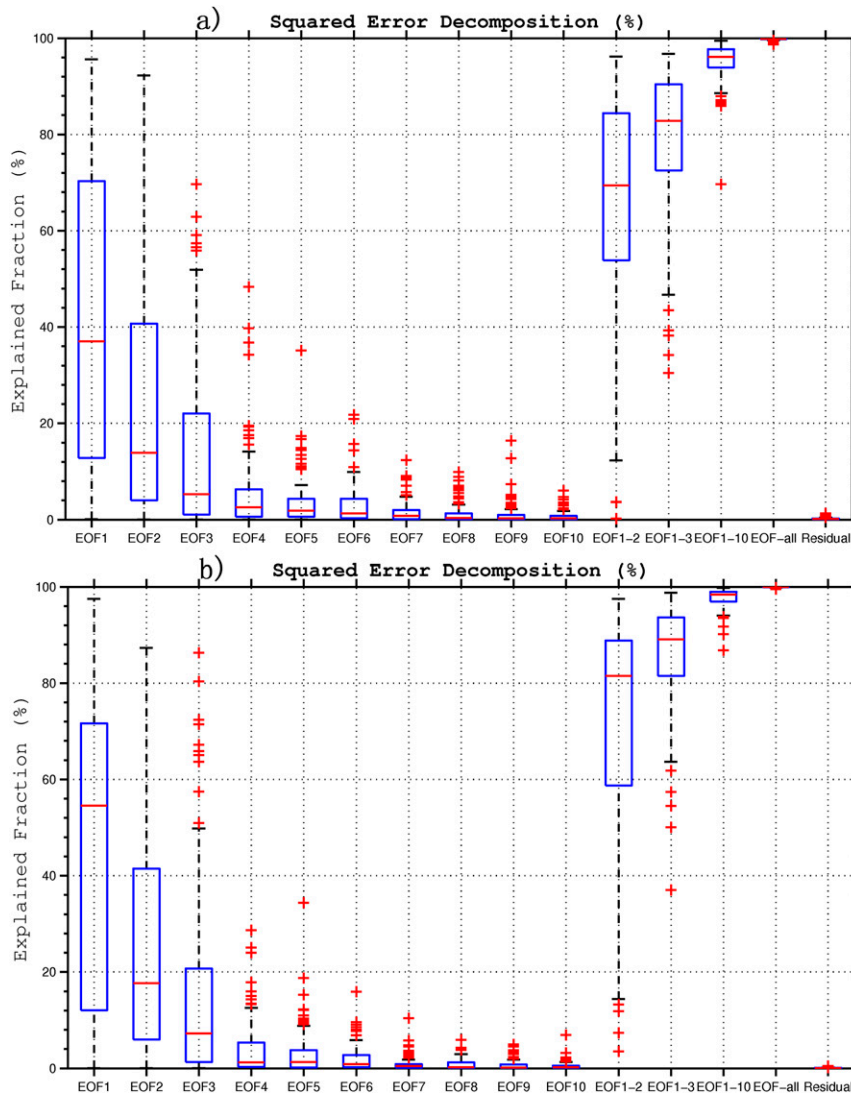 a) Squared Error Decomposition (%)
100
80
60
40
20
0
Explained Fraction (%)
EOF1 EOF2 EOF3 EOF4 EOF5 EOF6 EOF7 EOF8 EOF9 EOF10 EOF1-2 EOF1-3 EOF1-10 EOF-all Residual
b) Squared Error Decomposition (%)
100
80
60
40
20
0
Explained Fraction (%)
EOF1 EOF2 EOF3 EOF4 EOF5 EOF6 EOF7 EOF8 EOF9 EOF10 EOF1-2 EOF1-3 EOF1-10 EOF-all Residual